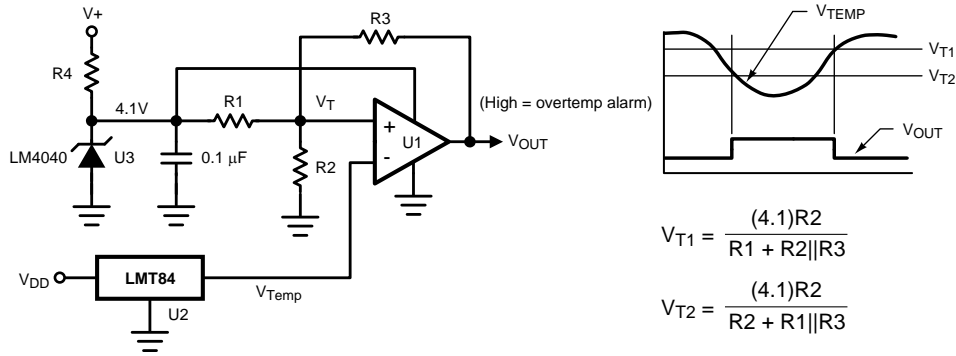 V+
R3
R4
4.1V
R1
VT
LM4040
U3
0.1 μF
R2
+
-
U1
(High = overtemp alarm)
VOUT
VDD
LMT84
U2
VTemp
VTEMP
VT1
VT2
VOUT
VT1 = (4.1)R2
R1 + R2||R3
VT2 = (4.1)R2
R2 + R1||R3